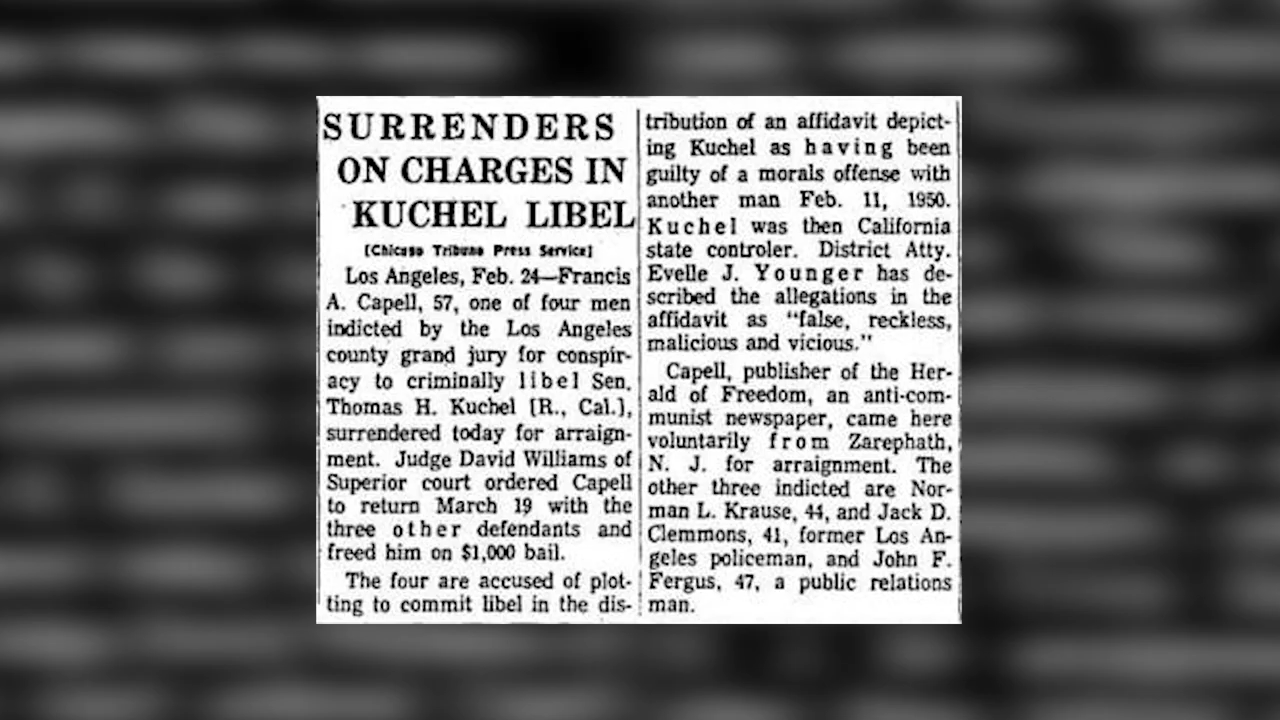 SURRENDERS
ON CHARGES IN
KUCHEL LIBEL
[Chicago Tribune Press Service]
Los Angeles, Feb. 24—Francis
A. Capell, 57, one of four men
indicted by the Los Angeles
county grand jury for conspir-
acy to criminally libel Sen.
Thomas H. Kuchel [R., Cal.],
surrendered today for arraign-
ment. Judge David Williams of
Superior court ordered Capell
to return March 19 with the
three other defendants and
freed him on $1,000 bail.
The four are accused of plot-
ting to commit libel in the dis-
tribution of an affidavit depict-
ing Kuchel as having been
guilty of a morals offense with
another man Feb. 11, 1950.
Kuchel was then California
state controler. District Atty.
Evelle J. Younger has de-
scribed the allegations in the
affidavit as "false, reckless,
malicious and vicious."
Capell, publisher of the Her-
ald of Freedom, an anti-com-
munist newspaper, came here
voluntarily from Zarephath,
N. J. for arraignment. The
other three indicted are Nor-
man L. Krause, 44, and Jack D.
Clemmons, 41, former Los An-
geles policeman, and John F.
Fergus, 47, a public relations
man.